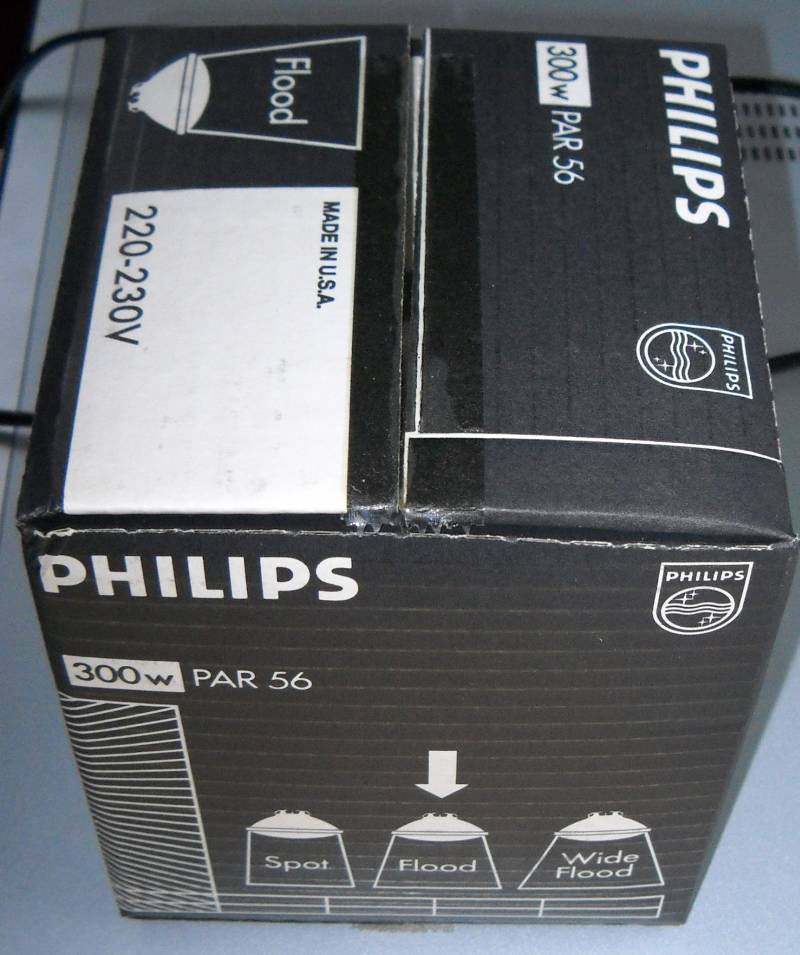 Flood
MADE IN U.S.A.
220-230V
PHILIPS
300w PAR 56
PHILIPS
PHILIPS
PHILIPS
300w PAR 56
Spot
Flood
Wide
Flood